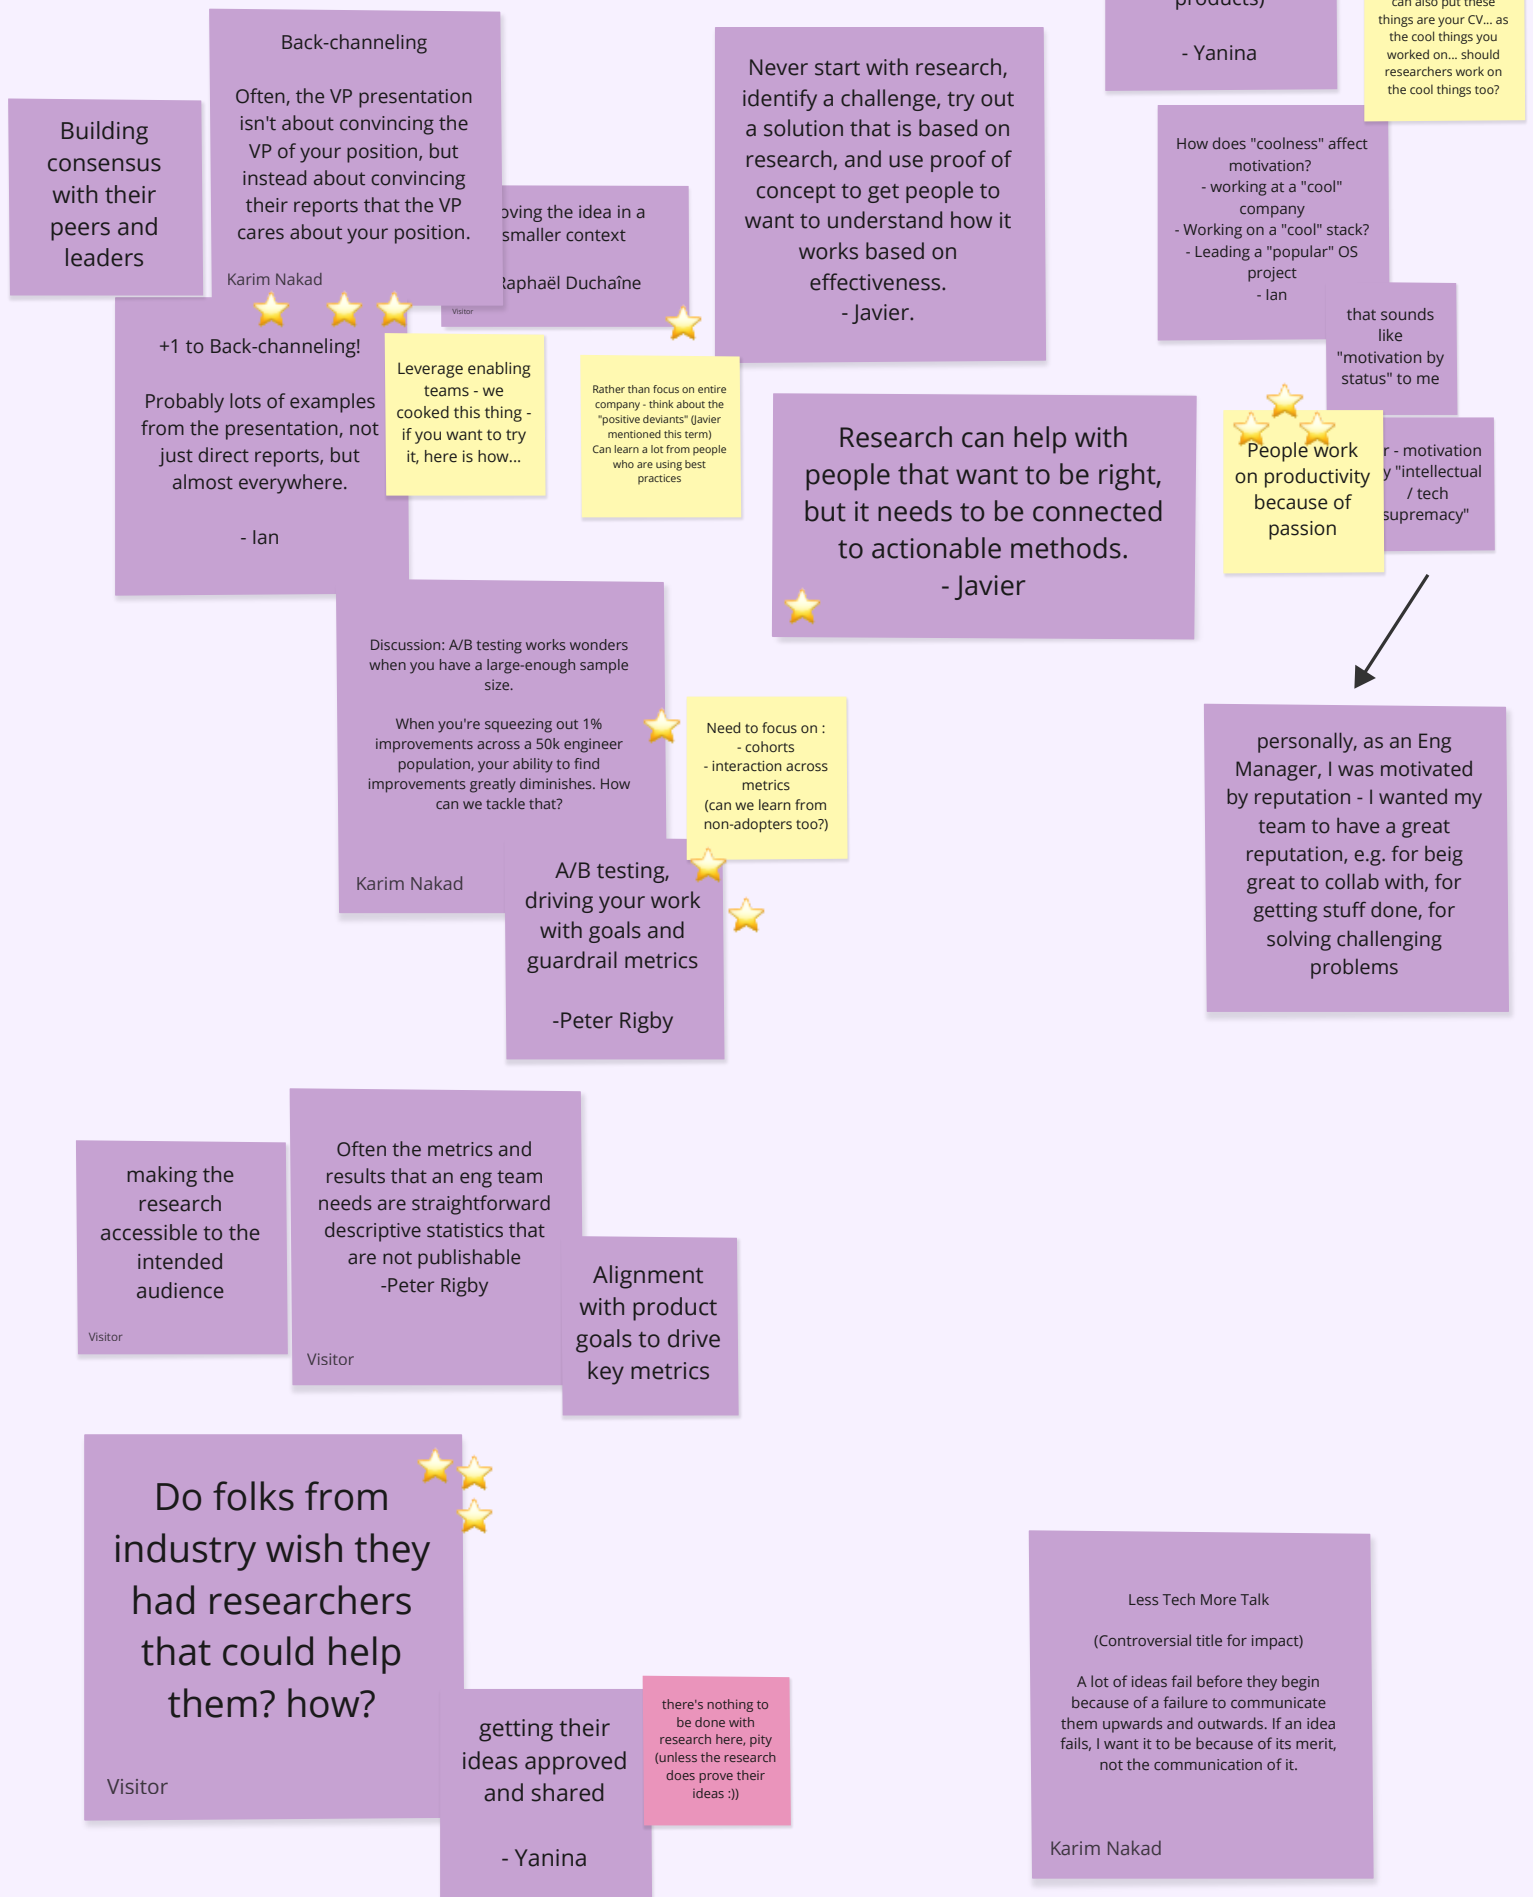 Back-channeling
Often, the VP presentation
isn't about convincing the
VP of your position, but
instead about convincing
their reports that the VP
cares about your position.
Karim Nakad
Building
consensus
with their
peers and
leaders
oving the idea in a
smaller context
Raphaël Duchaîne
Visitor
Never start with research,
identify a challenge, try out
a solution that is based on
research, and use proof of
concept to get people to
want to understand how it
works based on
effectiveness.
- Javier.
products)
- Yanina
can also put these
things are your CV... as
the cool things you
worked on... should
researchers work on
the cool things too?
How does "coolness" affect
motivation?
- working at a "cool"
company
- Working on a "cool" stack?
- Leading a "popular" OS
project
- Ian
that sounds
like
"motivation by
status" to me
+1 to Back-channeling!
Probably lots of examples
from the presentation, not
just direct reports, but
almost everywhere.
- Ian
Leverage enabling
teams - we
cooked this thing -
if you want to try
it, here is how...
Rather than focus on entire
company - think about the
"positive deviants" (Javier
mentioned this term)
Can learn a lot from people
who are using best
practices
Research can help with
people that want to be right,
but it needs to be connected
to actionable methods.
- Javier
People work
on productivity
because of
passion
r - motivation
y "intellectual
/ tech
supremacy"
personally, as an Eng
Manager, I was motivated
by reputation - I wanted my
team to have a great
reputation, e.g. for beig
great to collab with, for
getting stuff done, for
solving challenging
problems
Discussion: A/B testing works wonders
when you have a large-enough sample
size.
When you're squeezing out 1%
improvements across a 50k engineer
population, your ability to find
improvements greatly diminishes. How
can we tackle that?
Karim Nakad
Need to focus on :
- cohorts
- interaction across
metrics
(can we learn from
non-adopters too?)
A/B testing,
driving your work
with goals and
guardrail metrics
-Peter Rigby
making the
research
accessible to the
intended
audience
Visitor
Often the metrics and
results that an eng team
needs are straightforward
descriptive statistics that
are not publishable
-Peter Rigby
Visitor
Alignment
with product
goals to drive
key metrics
Do folks from
industry wish they
had researchers
that could help
them? how?
Visitor
getting their
ideas approved
and shared
- Yanina
there's nothing to
be done with
research here, pity
(unless the research
does prove their
ideas :))
Less Tech More Talk
(Controversial title for impact)
A lot of ideas fail before they begin
because of a failure to communicate
them upwards and outwards. If an idea
fails, I want it to be because of its merit,
not the communication of it.
Karim Nakad